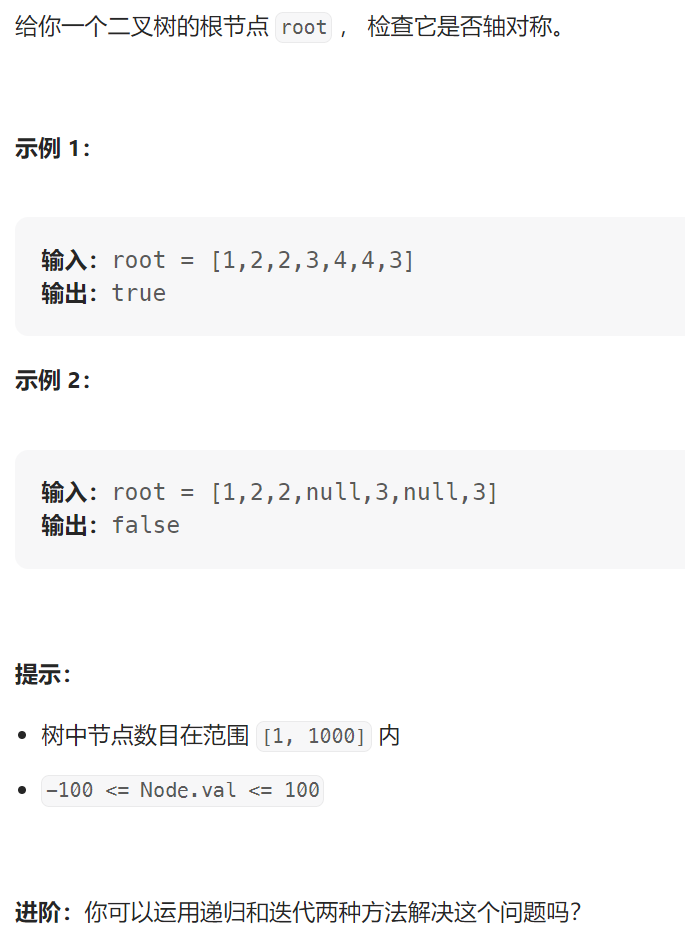 给你一个二叉树的根节点 root ， 检查它是否轴对称。
示例 1：
输入：root = [1,2,2,3,4,4,3]
输出：true
示例 2：
输入：root = [1,2,2,null,3,null,3]
输出：false
提示：
• 树中节点数目在范围 [1, 1000] 内
• -100 <= Node.val <= 100
进阶：你可以运用递归和迭代两种方法解决这个问题吗？